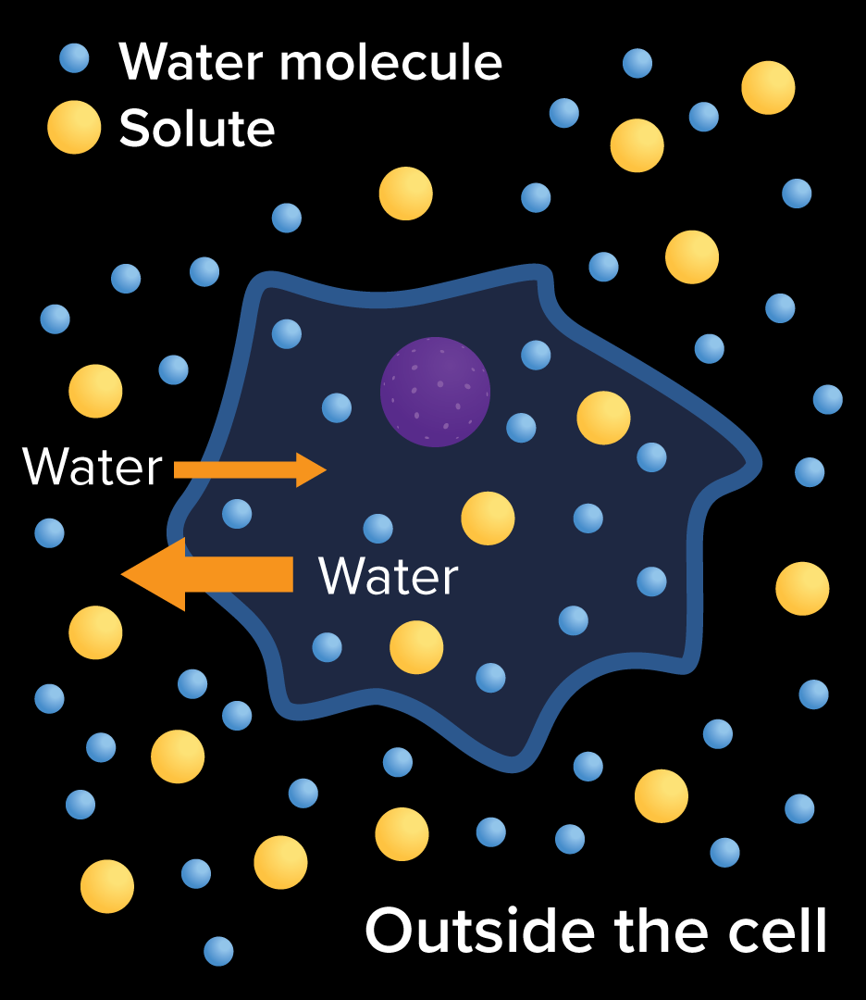 Water molecule
Solute
Water
Water
Outside the cell